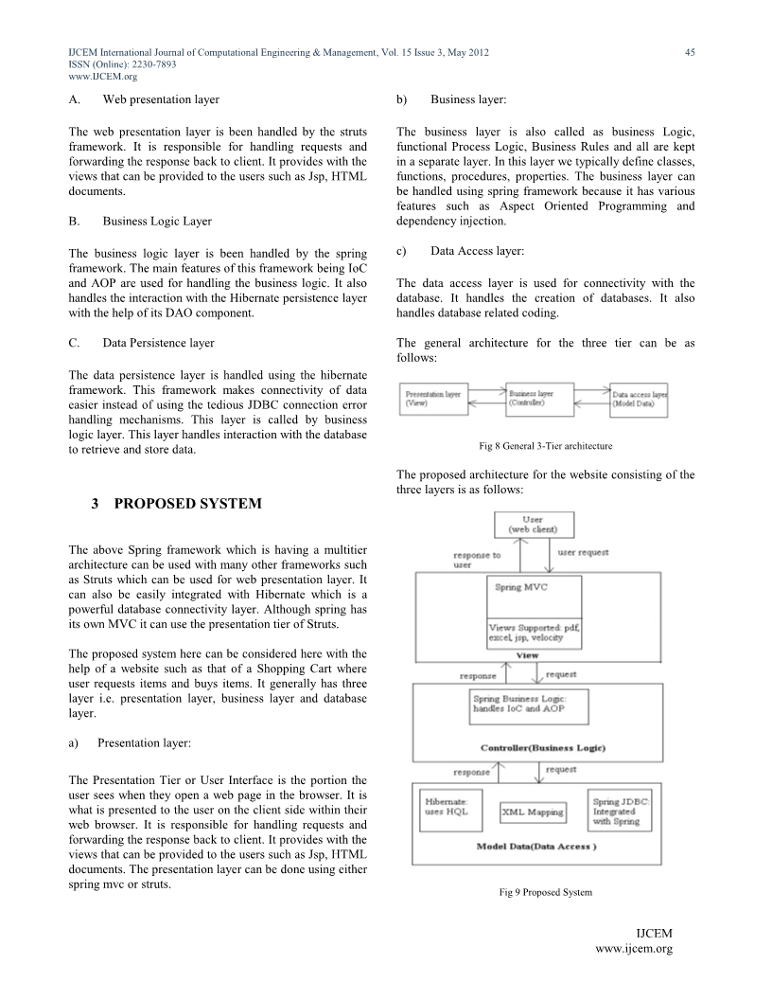 IJCEM International Journal of Computational Engineering & Management, Vol. 15 Issue 3, May 2012 45
ISSN (Online): 2230-7893
www.IJCEM.org
A. Web presentation layer
The web presentation layer is been handled by the struts
framework. It is responsible for handling requests and
forwarding the response back to client. It provides with the
views that can be provided to the users such as Jsp, HTML
documents.
B. Business Logic Layer
The business logic layer is been handled by the spring
framework. The main features of this framework being IoC
and AOP are used for handling the business logic. It also
handles the interaction with the Hibernate persistence layer
with the help of its DAO component.
C. Data Persistence layer
The data persistence layer is handled using the hibernate
framework. This framework makes connectivity of data
easier instead of using the tedious JDBC connection error
handling mechanisms. This layer is called by business
logic layer. This layer handles interaction with the database
to retrieve and store data.
3 PROPOSED SYSTEM
The above Spring framework which is having a multitier
architecture can be used with many other frameworks such
as Struts which can be used for web presentation layer. It
can also be easily integrated with Hibernate which is a
powerful database connectivity layer. Although spring has
its own MVC it can use the presentation tier of Struts.
The proposed system here can be considered here with the
help of a website such as that of a Shopping Cart where
user requests items and buys items. It generally has three
layer i.e. presentation layer, business layer and database
layer.
a) Presentation layer:
The Presentation Tier or User Interface is the portion the
user sees when they open a web page in the browser. It is
what is presented to the user on the client side within their
web browser. It is responsible for handling requests and
forwarding the response back to client. It provides with the
views that can be provided to the users such as Jsp, HTML
documents. The presentation layer can be done using either
spring mvc or struts.
b) Business layer:
The business layer is also called as business Logic,
functional Process Logic, Business Rules and all are kept
in a separate layer. In this layer we typically define classes,
functions, procedures, properties. The business layer can
be handled using spring framework because it has various
features such as Aspect Oriented Programming and
dependency injection.
c) Data Access layer:
The data access layer is used for connectivity with the
database. It handles the creation of databases. It also
handles database related coding.
The general architecture for the three tier can be as
follows:
Presentation layer
(View)
Business layer
(Controller)
Data access layer
(Model Data)
Fig 8 General 3-Tier architecture
The proposed architecture for the website consisting of the
three layers is as follows:
User
(web client)
response to
user
user request
Spring MVC
Views Supported: pdf,
excel, jsp, velocity
View
response
request
Spring Business Logic:
handles IoC and AOP
Controller(Business Logic)
response
request
Hibernate:
uses HQL
XML Mapping
Spring JDBC:
Integrated
with Spring
Model Data(Data Access )
Fig 9 Proposed System
IJCEM
www.ijcem.org